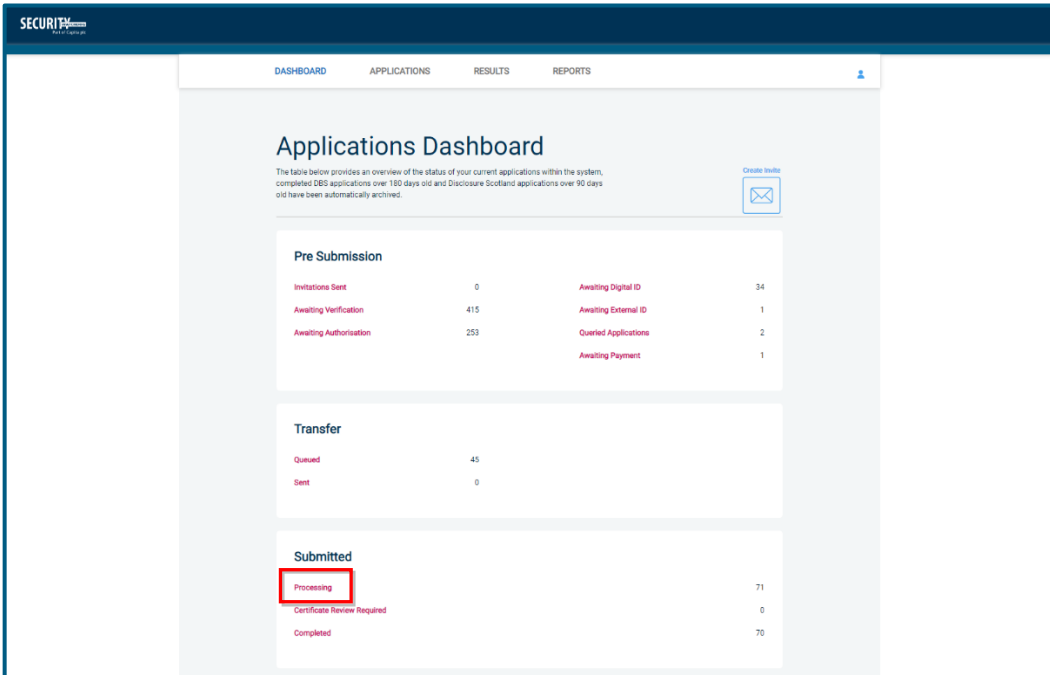 SECURITY
Part of Capita plc
DASHBOARD APPLICATIONS RESULTS REPORTS
Applications Dashboard
The table below provides an overview of the status of your current applications within the system,
completed DBS applications over 180 days old and Disclosure Scotland applications over 90 days
old have been automatically archived.
Create Invite
Pre Submission
Invitations Sent 0 Awaiting Digital ID 34
Awaiting Verification 415 Awaiting External ID 1
Awaiting Authorisation 253 Queried Applications 2
Awaiting Payment 1
Transfer
Queued 45
Sent 0
Submitted
Processing 71
Certificate Review Required 0
Completed 70